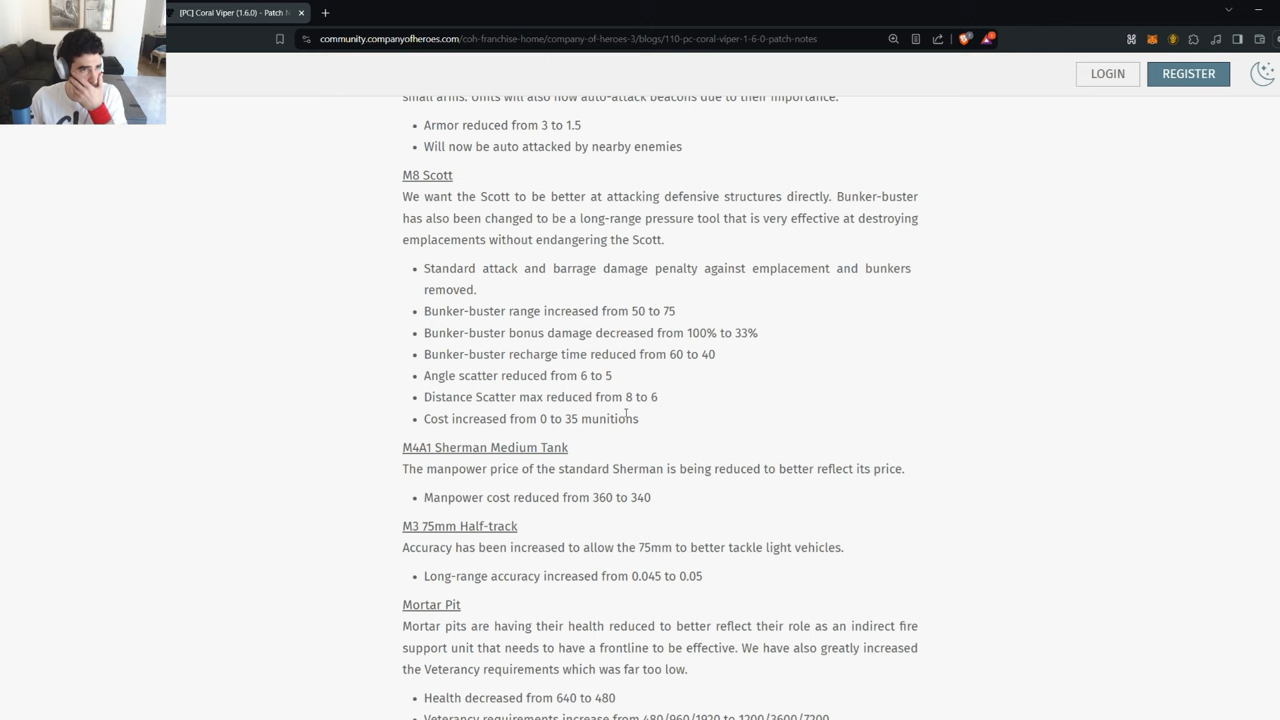 [PC] Coral Viper (1.6.0) - Patch N
community.companyofheroes.com/coh-franchise-home/company-of-heroes-3/blogs/110-pc-coral-viper-1-6-0-patch-notes
LOGIN
REGISTER
small arms. Units will also now auto-attack beacons due to their importance.
• Armor reduced from 3 to 1.5
• Will now be auto attacked by nearby enemies
M8 Scott
We want the Scott to be better at attacking defensive structures directly. Bunker-buster
has also been changed to be a long-range pressure tool that is very effective at destroying
emplacements without endangering the Scott.
• Standard attack and barrage damage penalty against emplacement and bunkers
removed.
• Bunker-buster range increased from 50 to 75
• Bunker-buster bonus damage decreased from 100% to 33%
• Bunker-buster recharge time reduced from 60 to 40
• Angle scatter reduced from 6 to 5
• Distance Scatter max reduced from 8 to 6
• Cost increased from 0 to 35 munitions
M4A1 Sherman Medium Tank
The manpower price of the standard Sherman is being reduced to better reflect its price.
• Manpower cost reduced from 360 to 340
M3 75mm Half-track
Accuracy has been increased to allow the 75mm to better tackle light vehicles.
• Long-range accuracy increased from 0.045 to 0.05
Mortar Pit
Mortar pits are having their health reduced to better reflect their role as an indirect fire
support unit that needs to have a frontline to be effective. We have also greatly increased
the Veterancy requirements which was far too low.
• Health decreased from 640 to 480
• Veterancy requirements increase from 480/960/1920 to 1200/3600/7200